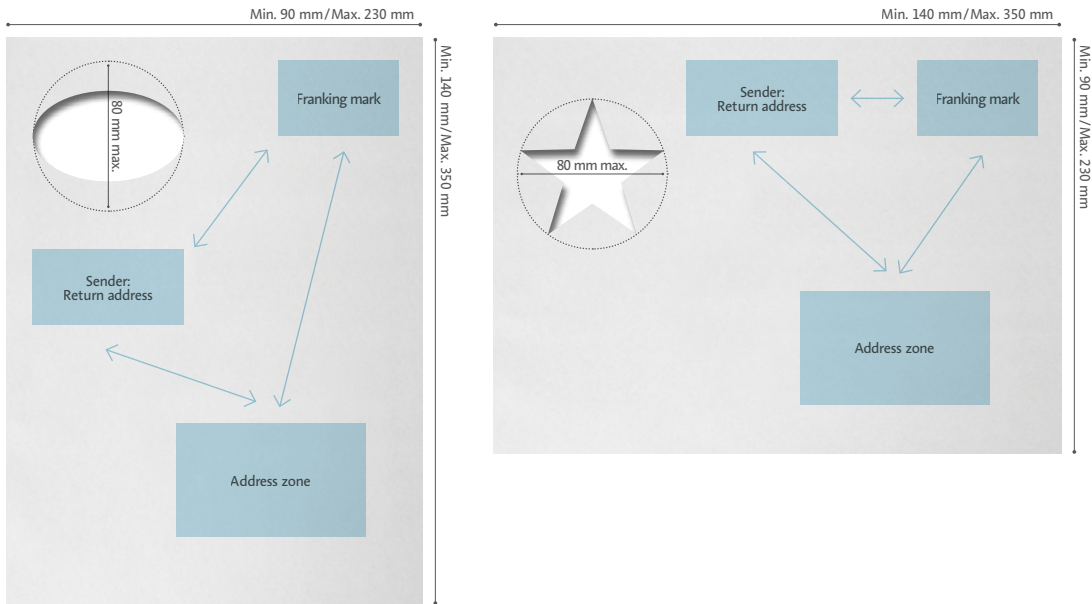 Min. 90 mm/Max. 230 mm
Min. 140 mm/Max. 350 mm
80 mm max.
Franking mark
Sender:
Return address
Address zone
Min. 140 mm/Max. 350 mm
Min. 90 mm/Max. 230 mm
80 mm max.
Sender:
Return address
Franking mark
Address zone